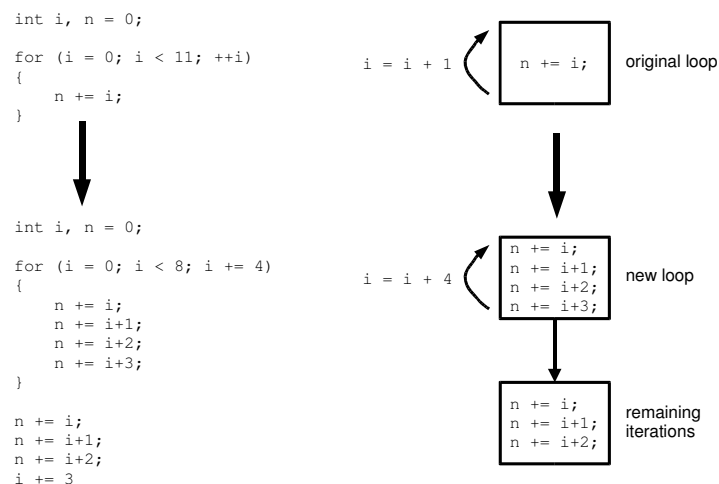 int i, n = 0;
for (i = 0; i < 11; ++i)
{
n += i;
}
int i, n = 0;
for (i = 0; i < 8; i += 4)
{
n += i;
n += i+1;
n += i+2;
n += i+3;
}
n += i;
n += i+1;
n += i+2;
i += 3
i = i + 1
n += i;
original loop
i = i + 4
n += i;
n += i+1;
n += i+2;
n += i+3;
new loop
n += i;
n += i+1;
n += i+2;
remaining
iterations